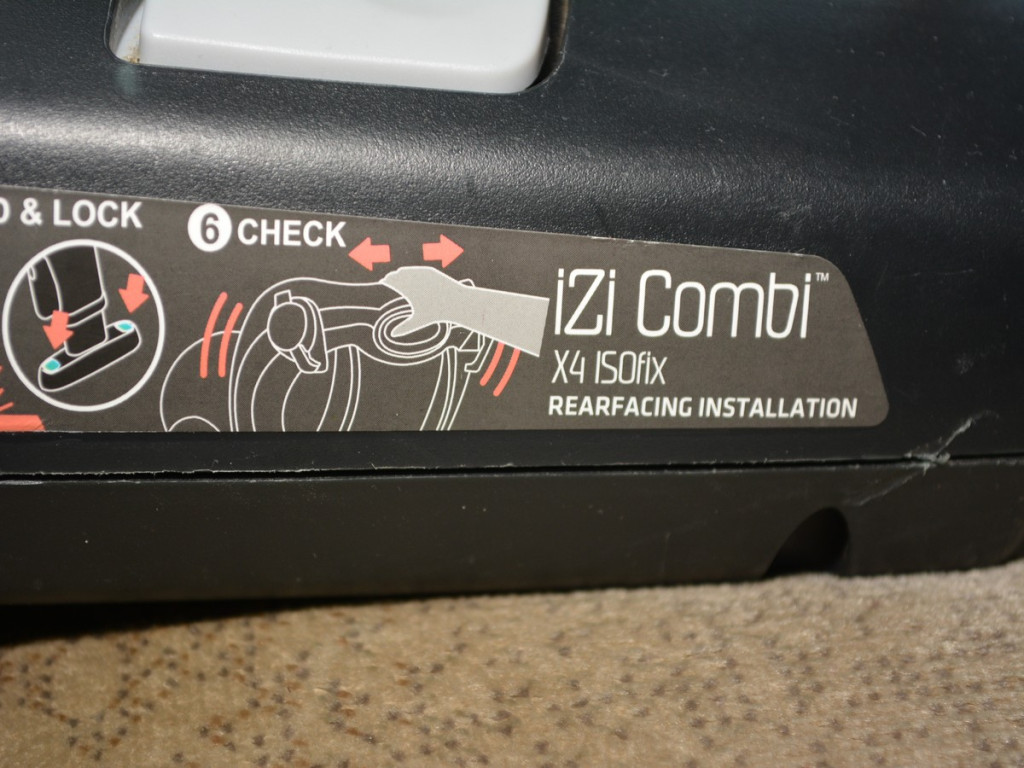 & LOCK
6 CHECK
iZi Combi™
X4 ISOfix
REARFACING INSTALLATION